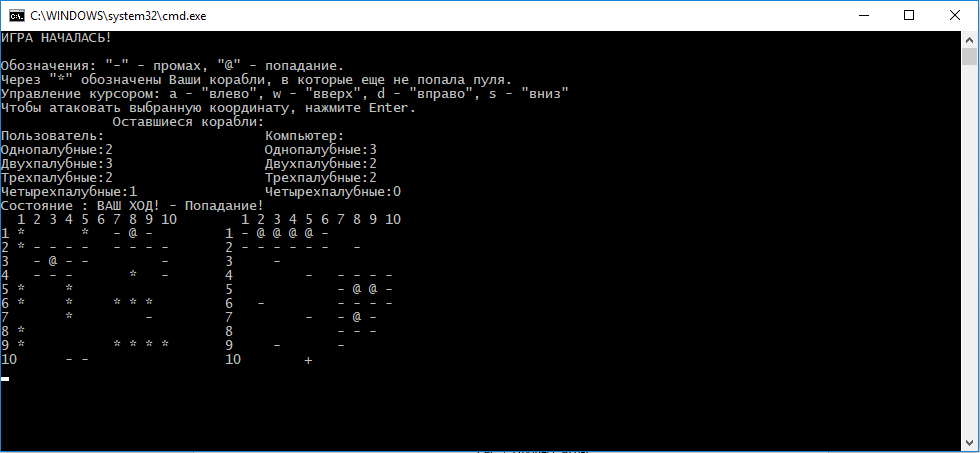 C:\WINDOWS\system32\cmd.exe
ИГРА НАЧАЛАСЬ!
Обозначения: "-" - промах, "@" - попадание.
Через "*" обозначены Ваши корабли, в которые еще не попала пуля.
Управление курсором: a - "влево", w - "вверх", d - "вправо", s - "вниз"
Чтобы атаковать выбранную координату, нажмите Enter.
Оставшиеся корабли:
Пользователь:                    Компьютер:
Однопалубные:2                   Однопалубные:3
Двухпалубные:3                   Двухпалубные:2
Трехпалубные:2                   Трехпалубные:2
Четырехпалубные:1                Четырехпалубные:0
Состояние : ВАШ ХОД! - Попадание!
  1 2 3 4 5 6 7 8 9 10        1 2 3 4 5 6 7 8 9 10
1 *       *   - @ -         1 - @ @ @ @ -
2 * - - - -   - - - -       2 - - - - - -   -
3   - @ - -         -       3     -
4   - - -       *   -       4         -   - - - -
5 *     *                   5             - @ @ -
6 *     *     * * *         6   -         - - - -
7       *         -         7         -   - @ -
8 *                         8             - - -
9 *           * * * *       9     -       -
10      - -                 10        +